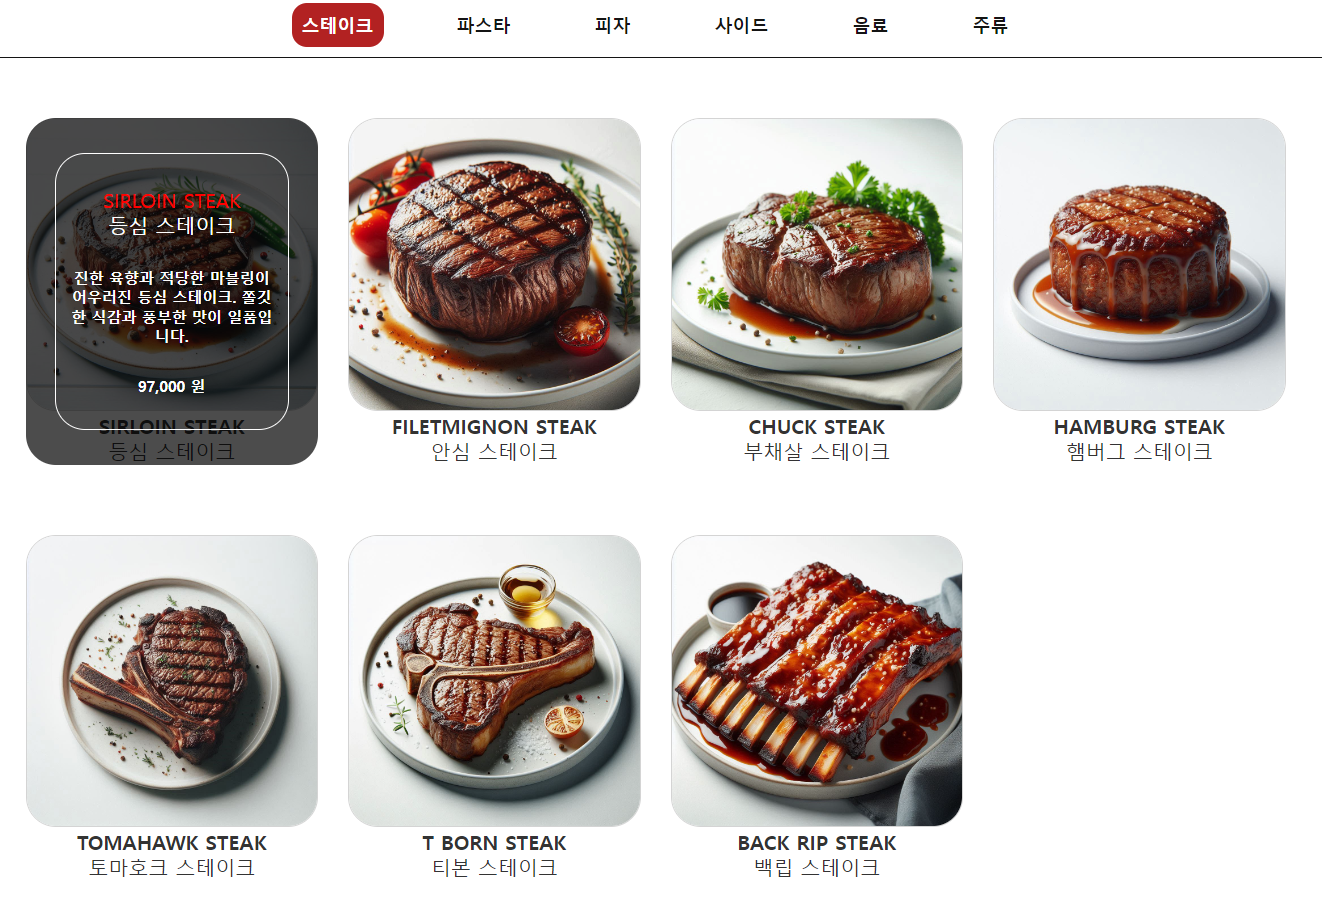 스테이크 파스타 피자 사이드 음료 주류
SIRLOIN STEAK
등심 스테이크
진한 육향과 적당한 마블링이
어우러진 등심 스테이크. 쫄깃
한 식감과 풍부한 맛이 일품입
니다.
97,000 원
SIRLOIN STEAK
등심 스테이크
FILETMIGNON STEAK
안심 스테이크
CHUCK STEAK
부채살 스테이크
HAMBURG STEAK
햄버그 스테이크
TOMAHAWK STEAK
토마호크 스테이크
T BORN STEAK
티본 스테이크
BACK RIP STEAK
백립 스테이크